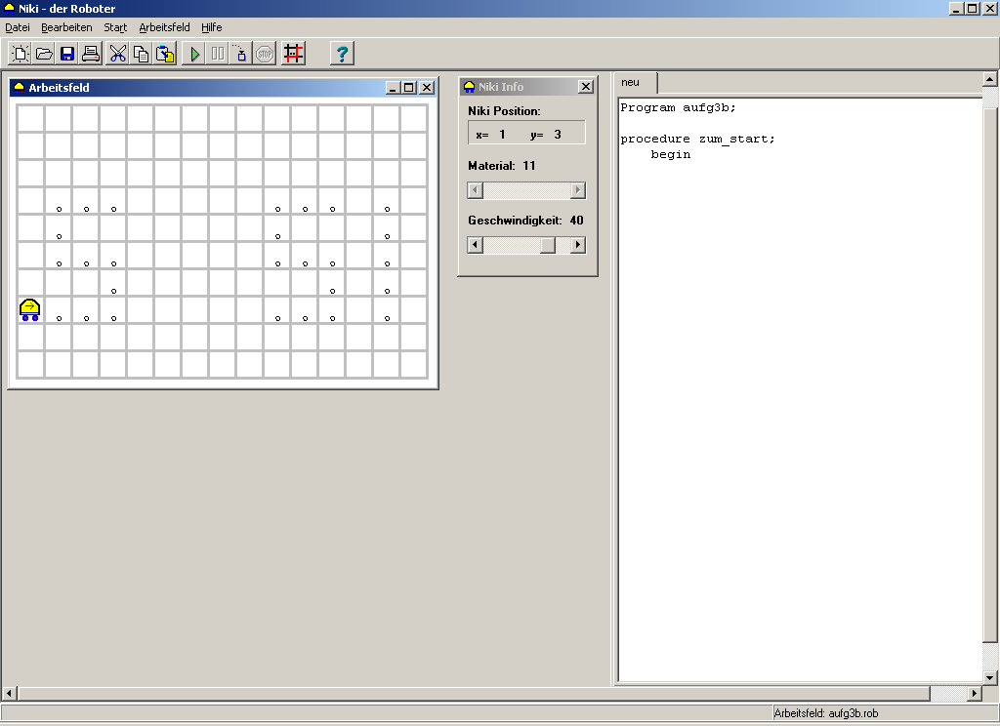 Niki - der Roboter
Datei Bearbeiten Start Arbeitsfeld Hilfe
STOP
?
Arbeitsfeld
Niki Info
Niki Position:
x= 1 y= 3
Material: 11
Geschwindigkeit: 40
neu
Program aufg3b;
procedure zum_start;
begin
Arbeitsfeld: aufg3b.rob